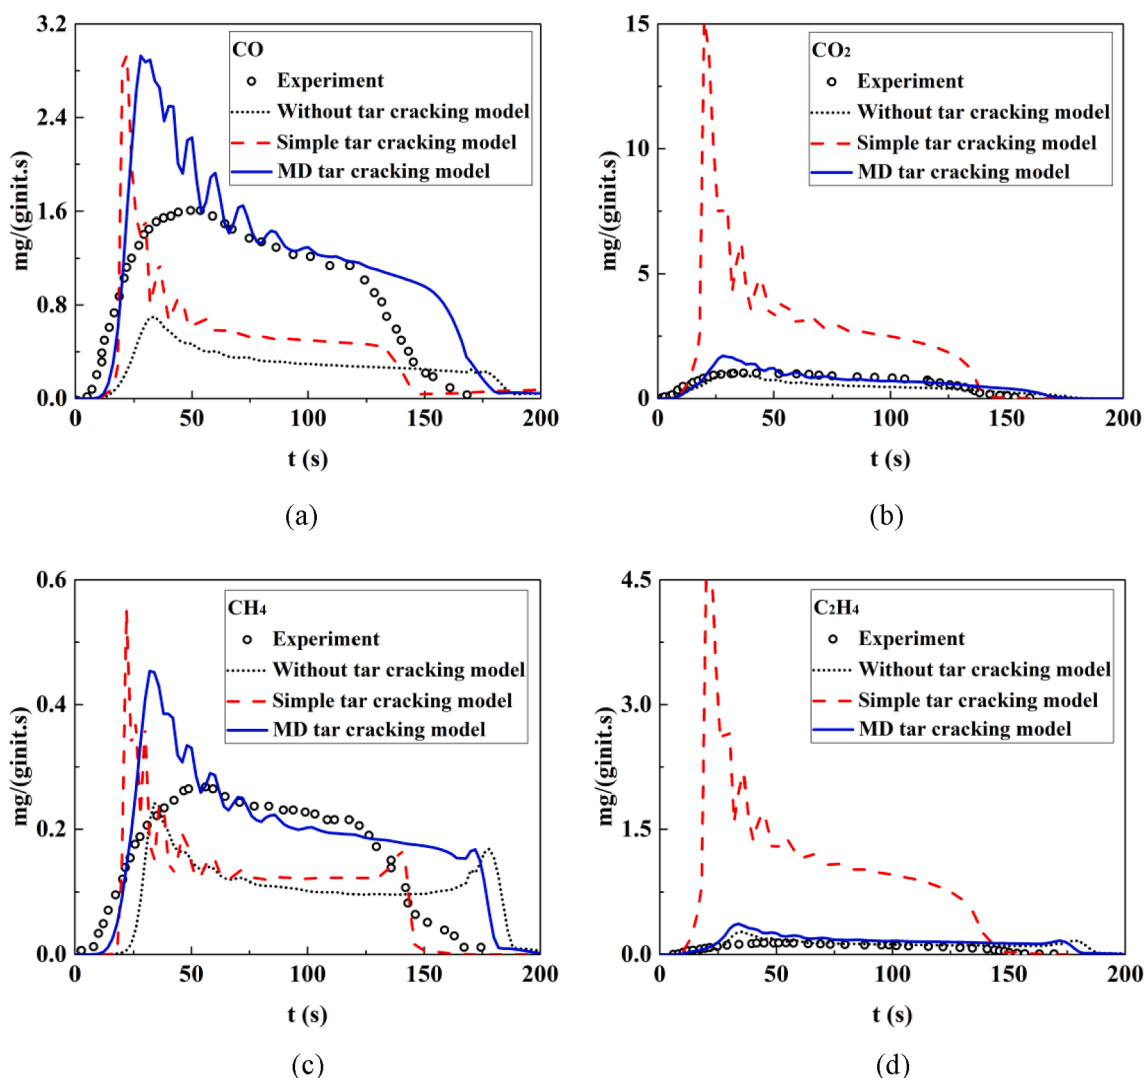 CO
Experiment
Without tar cracking model
Simple tar cracking model
MD tar cracking model
3.2
2.4
1.6
0.8
0.0
mg/(ginit.s)
0 50 100 150 200
t (s)
(a)
CO₂
Experiment
Without tar cracking model
Simple tar cracking model
MD tar cracking model
15
10
5
0
mg/(ginit.s)
0 50 100 150 200
t (s)
(b)
CH₄
Experiment
Without tar cracking model
Simple tar cracking model
MD tar cracking model
0.6
0.4
0.2
0.0
mg/(ginit.s)
0 50 100 150 200
t (s)
(c)
C₂H₄
Experiment
Without tar cracking model
Simple tar cracking model
MD tar cracking model
4.5
3.0
1.5
0.0
mg/(ginit.s)
0 50 100 150 200
t (s)
(d)